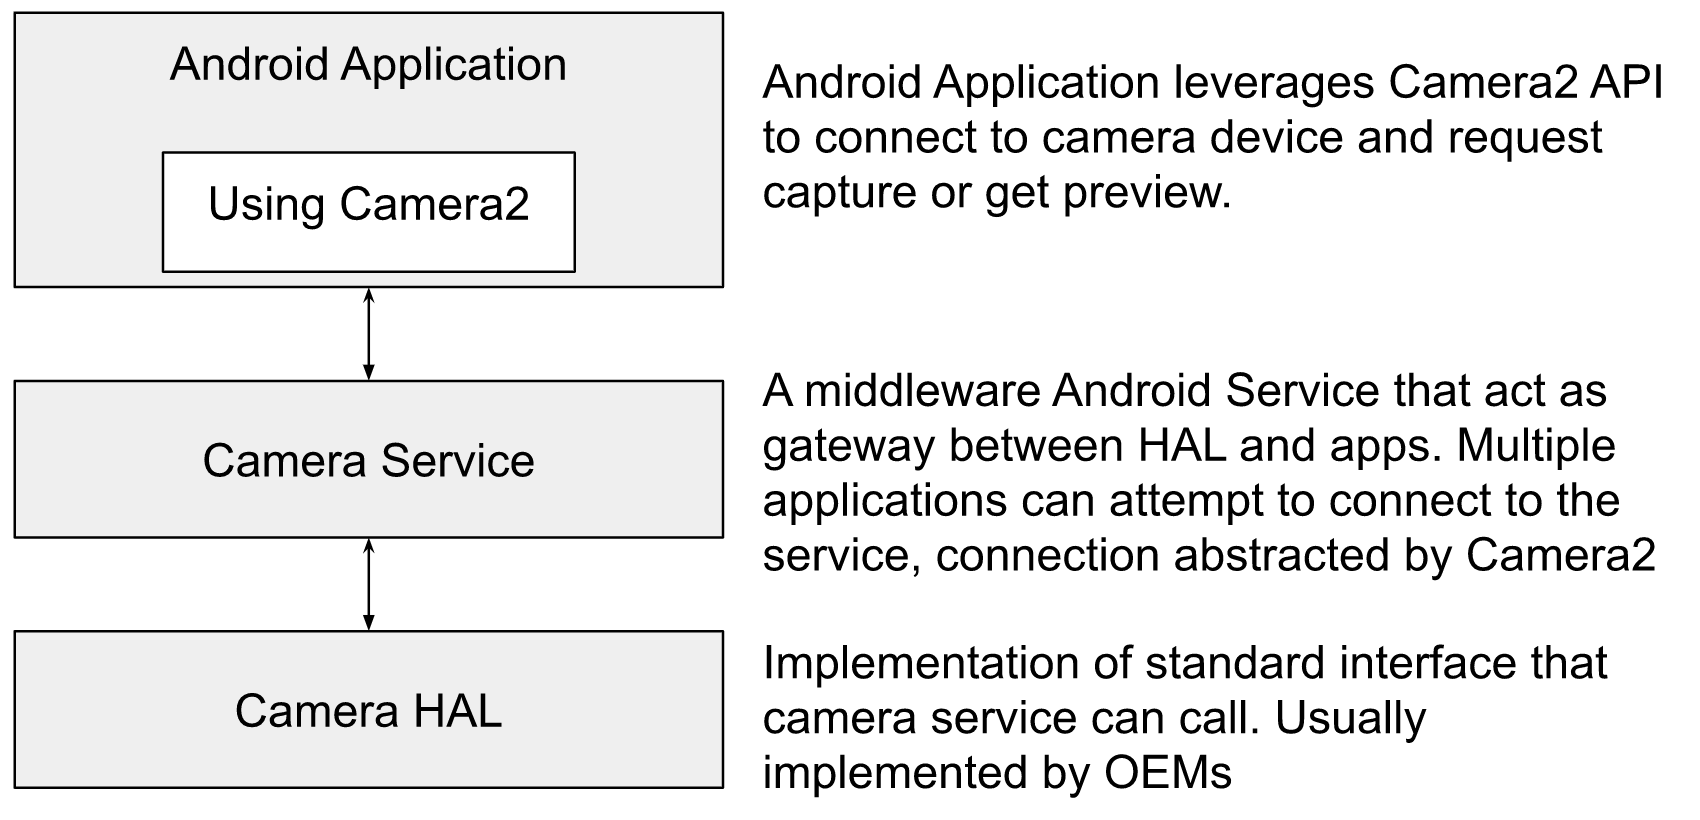 Android Application
Using Camera2
Android Application leverages Camera2 API
to connect to camera device and request
capture or get preview.
Camera Service
A middleware Android Service that act as
gateway between HAL and apps. Multiple
applications can attempt to connect to the
service, connection abstracted by Camera2
Camera HAL
Implementation of standard interface that
camera service can call. Usually
implemented by OEMs